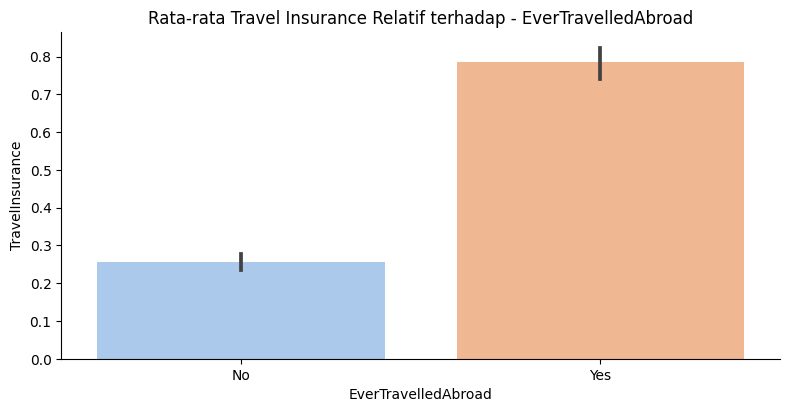 Rata-rata Travel Insurance Relatif terhadap - EverTravelledAbroad
TravelInsurance
0.8
0.7
0.6
0.5
0.4
0.3
0.2
0.1
0.0
No
Yes
EverTravelledAbroad